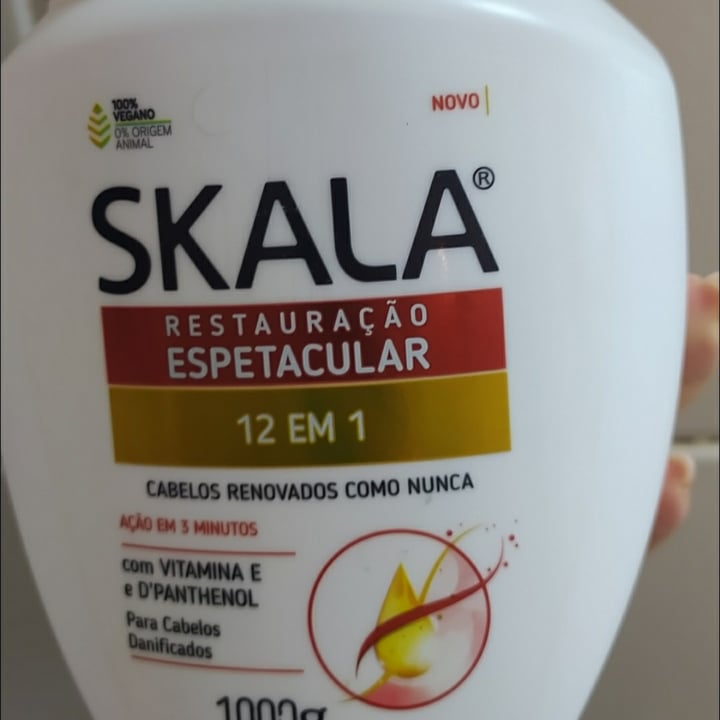 100%
VEGANO
0% ORIGEM
ANIMAL
NOVO
SKALA®
RESTAURAÇÃO
ESPETACULAR
12 EM 1
CABELOS RENOVADOS COMO NUNCA
AÇÃO EM 3 MINUTOS
com VITAMINA E
e D'PANTHENOL
Para Cabelos
Danificados
1000g